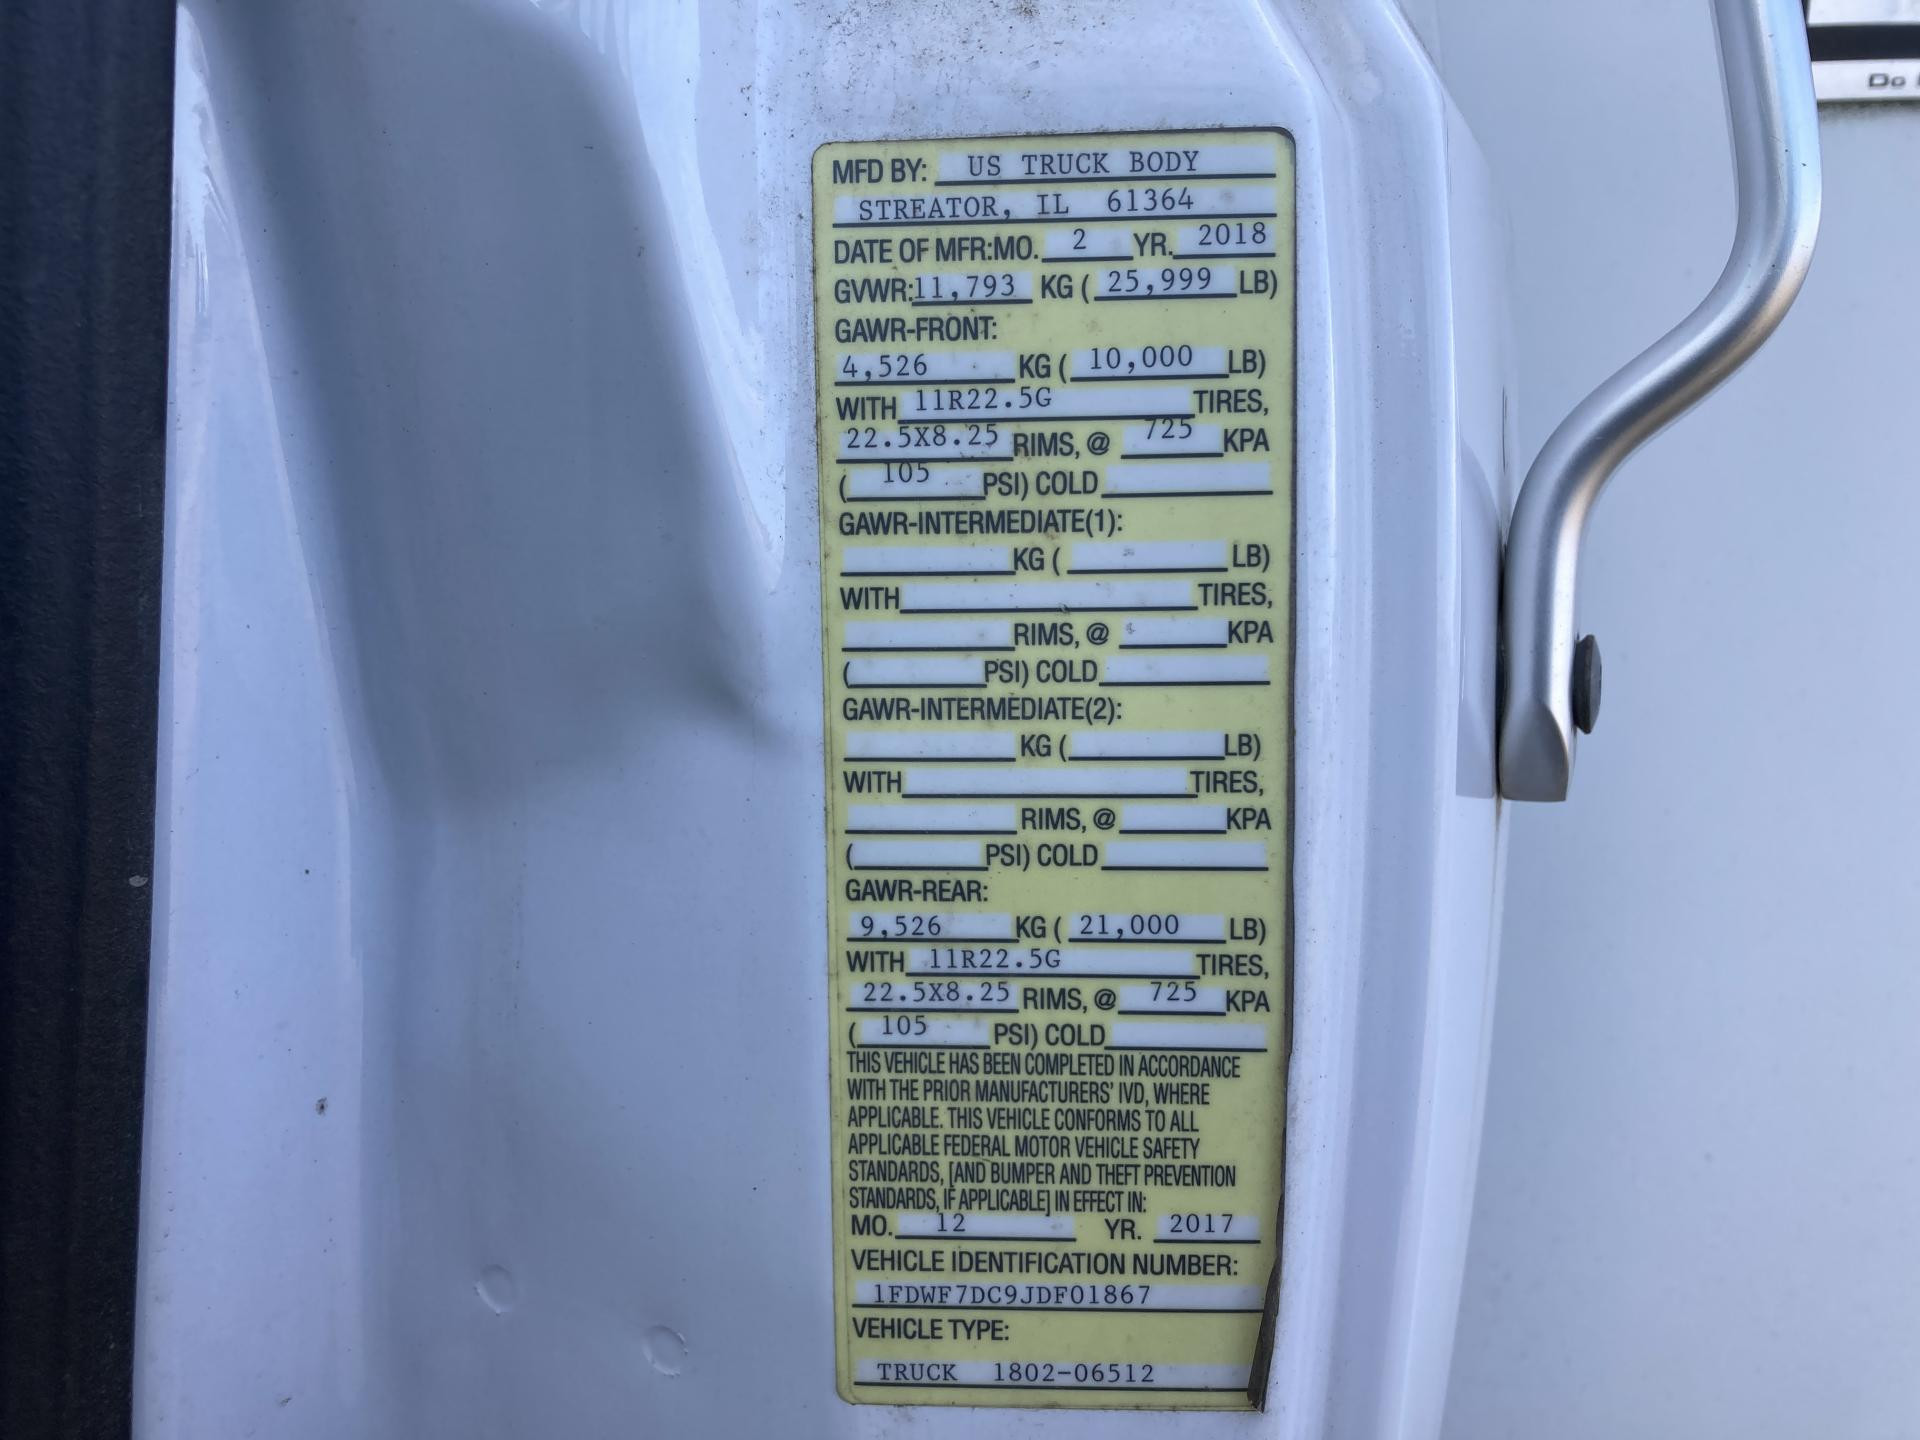 Do
MFD BY: US TRUCK BODY
STREATOR, IL 61364
DATE OF MFR:MO. 2 YR. 2018
GVWR:11,793 KG ( 25,999 LB)
GAWR-FRONT:
4,526 KG ( 10,000 LB)
WITH 11R22.5G TIRES,
22.5X8.25 RIMS, @ 725 KPA
( 105 PSI) COLD
GAWR-INTERMEDIATE(1):
KG ( LB)
WITH TIRES,
RIMS, @ KPA
( PSI) COLD
GAWR-INTERMEDIATE(2):
KG ( LB)
WITH TIRES,
RIMS, @ KPA
( PSI) COLD
GAWR-REAR:
9,526 KG ( 21,000 LB)
WITH 11R22.5G TIRES,
22.5X8.25 RIMS, @ 725 KPA
( 105 PSI) COLD
THIS VEHICLE HAS BEEN COMPLETED IN ACCORDANCE
WITH THE PRIOR MANUFACTURERS' IVD, WHERE
APPLICABLE. THIS VEHICLE CONFORMS TO ALL
APPLICABLE FEDERAL MOTOR VEHICLE SAFETY
STANDARDS, [AND BUMPER AND THEFT PREVENTION
STANDARDS, IF APPLICABLE] IN EFFECT IN:
MO. 12 YR. 2017
VEHICLE IDENTIFICATION NUMBER:
1FDWF7DC9JDF01867
VEHICLE TYPE:
TRUCK 1802-06512